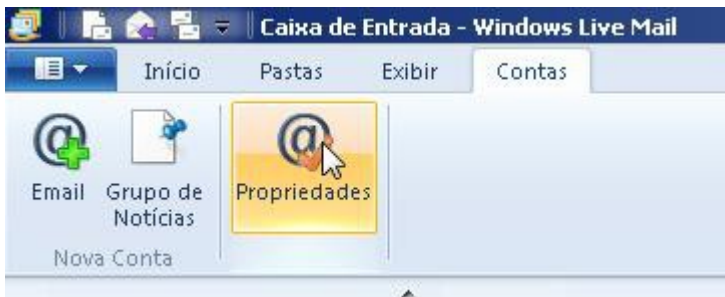 Caixa de Entrada - Windows Live Mail
Início Pastas Exibir Contas
Email Grupo de Notícias Propriedades
Nova Conta